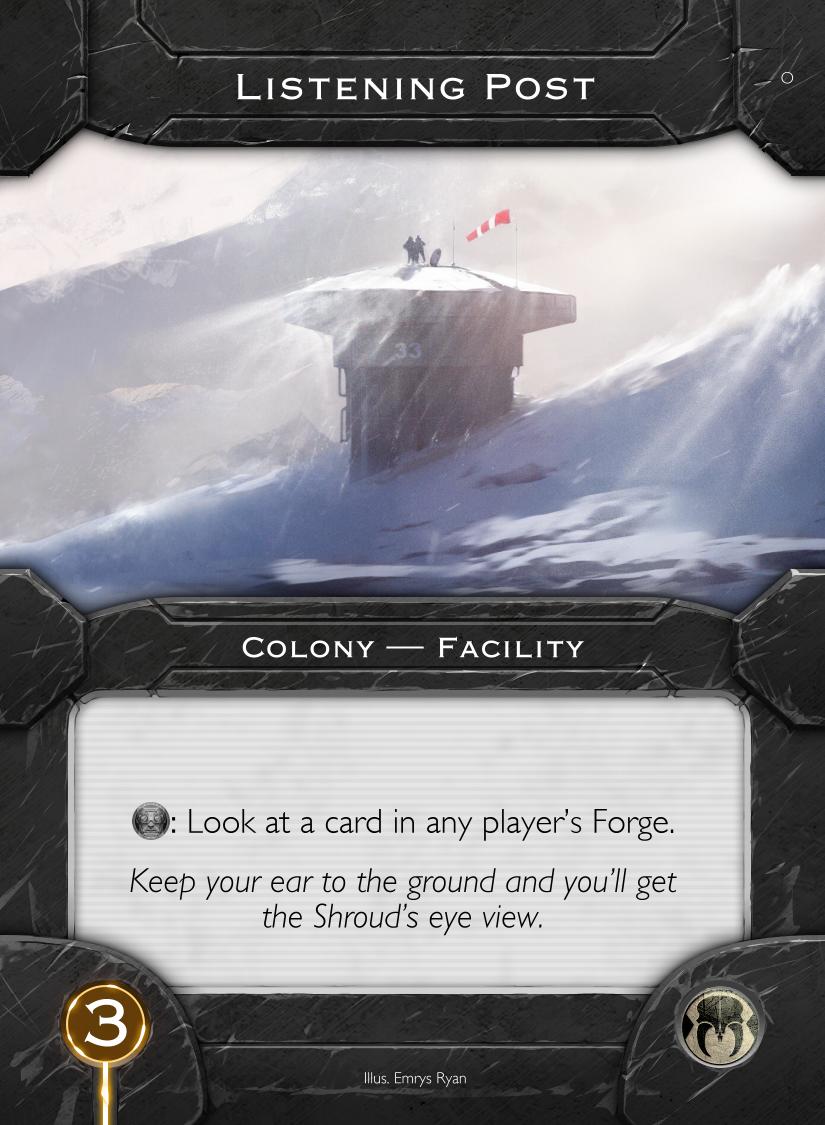 Listening Post
33
Colony — Facility
: Look at a card in any player's Forge.
Keep your ear to the ground and you'll get
the Shroud's eye view.
3
Illus. Emrys Ryan